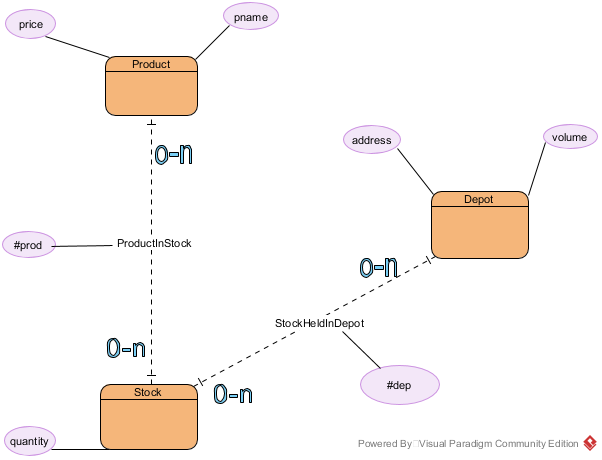 price
pname
Product
0-n
address
volume
Depot
#prod
ProductInStock
0-n
StockHeldInDepot
0-n
#dep
Stock
0-n
quantity
Powered By Visual Paradigm Community Edition